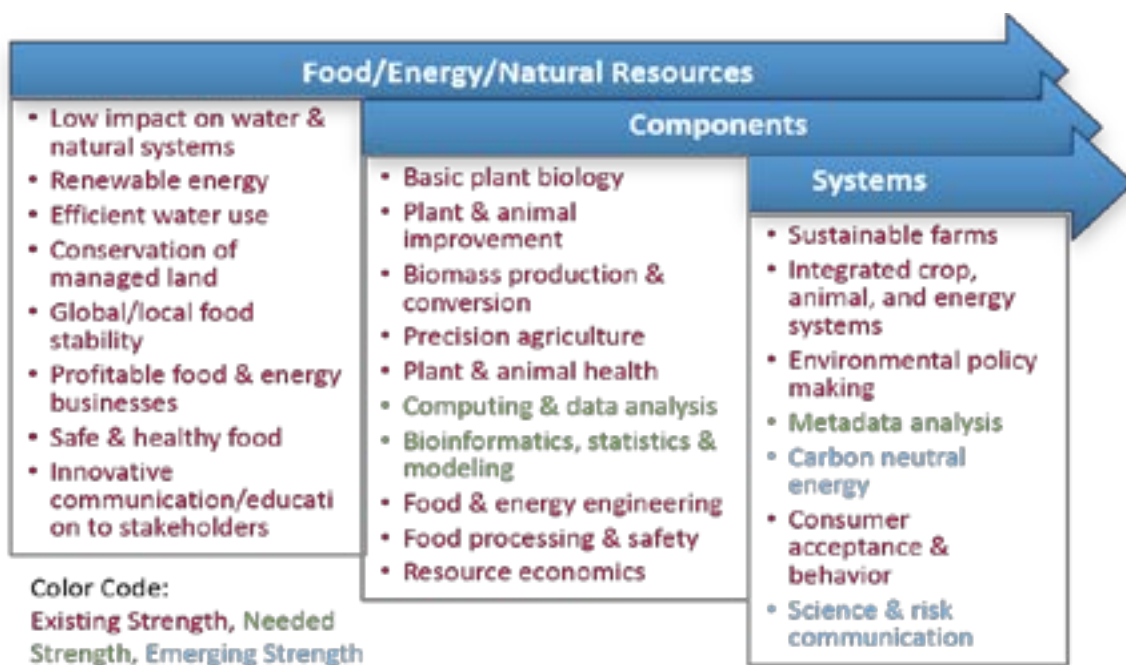 Food/Energy/Natural Resources
• Low impact on water &
natural systems
• Renewable energy
• Efficient water use
• Conservation of
managed land
• Global/local food
stability
• Profitable food & energy
businesses
• Safe & healthy food
• Innovative
communication/educati
on to stakeholders
Components
• Basic plant biology
• Plant & animal
improvement
• Biomass production &
conversion
• Precision agriculture
• Plant & animal health
• Computing & data analysis
• Bioinformatics, statistics &
modeling
• Food & energy engineering
• Food processing & safety
• Resource economics
Systems
• Sustainable farms
• Integrated crop,
animal, and energy
systems
• Environmental policy
making
• Metadata analysis
• Carbon neutral
energy
• Consumer
acceptance &
behavior
• Science & risk
communication
Color Code:
Existing Strength, Needed
Strength, Emerging Strength